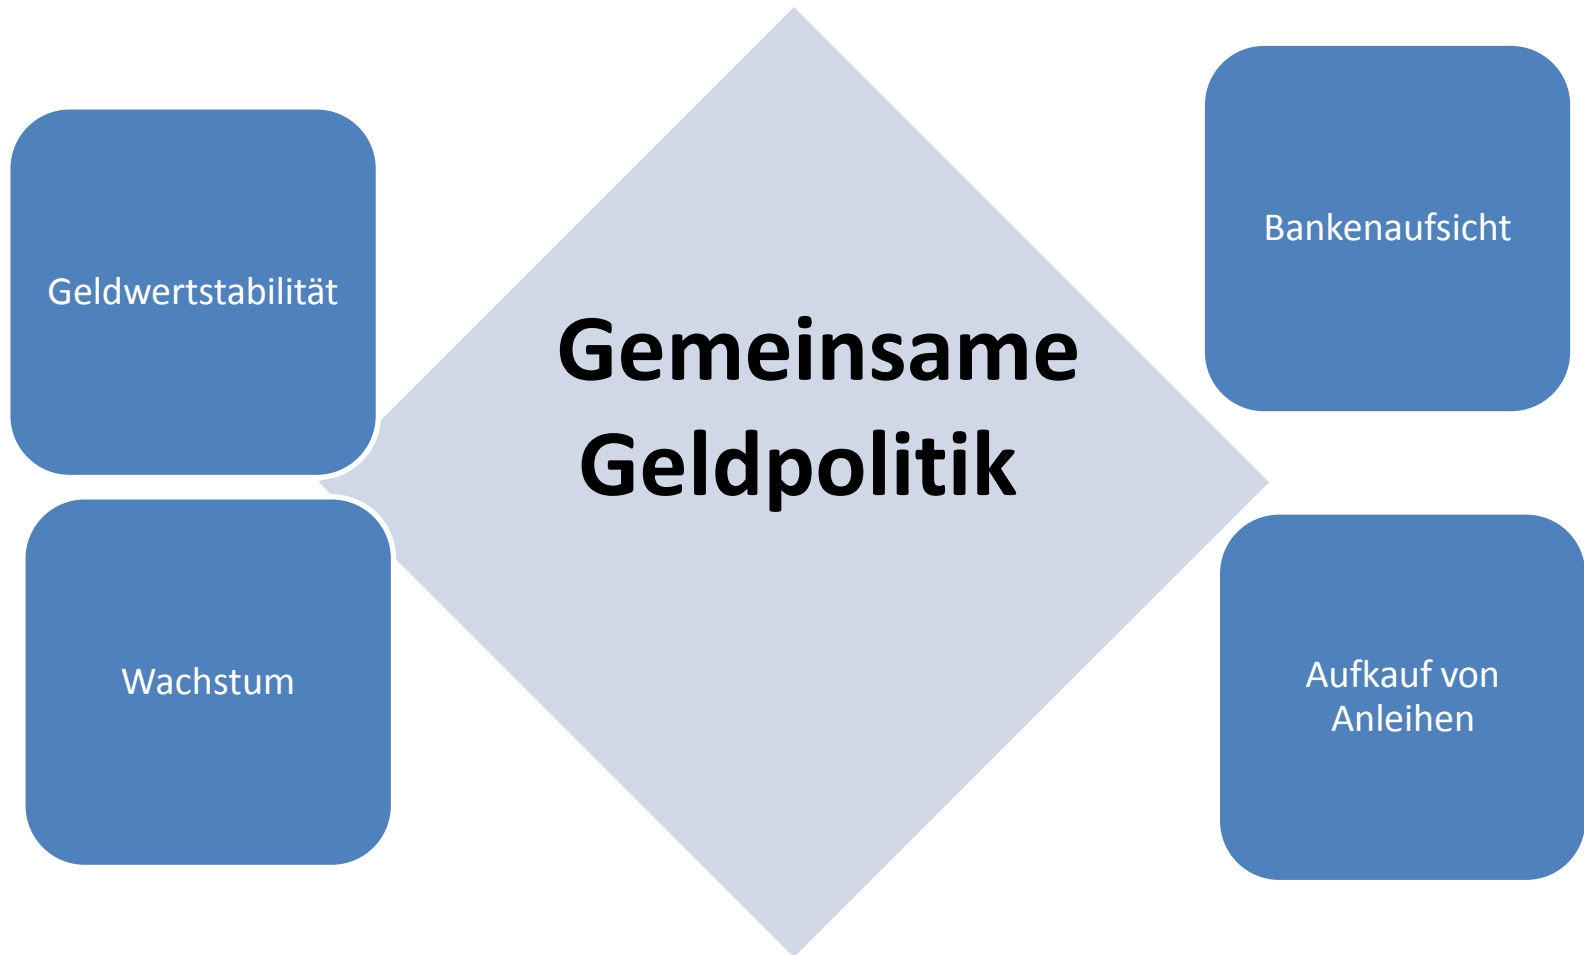 Geldwertstabilität
Wachstum
Gemeinsame
Geldpolitik
Bankenaufsicht
Aufkauf von
Anleihen